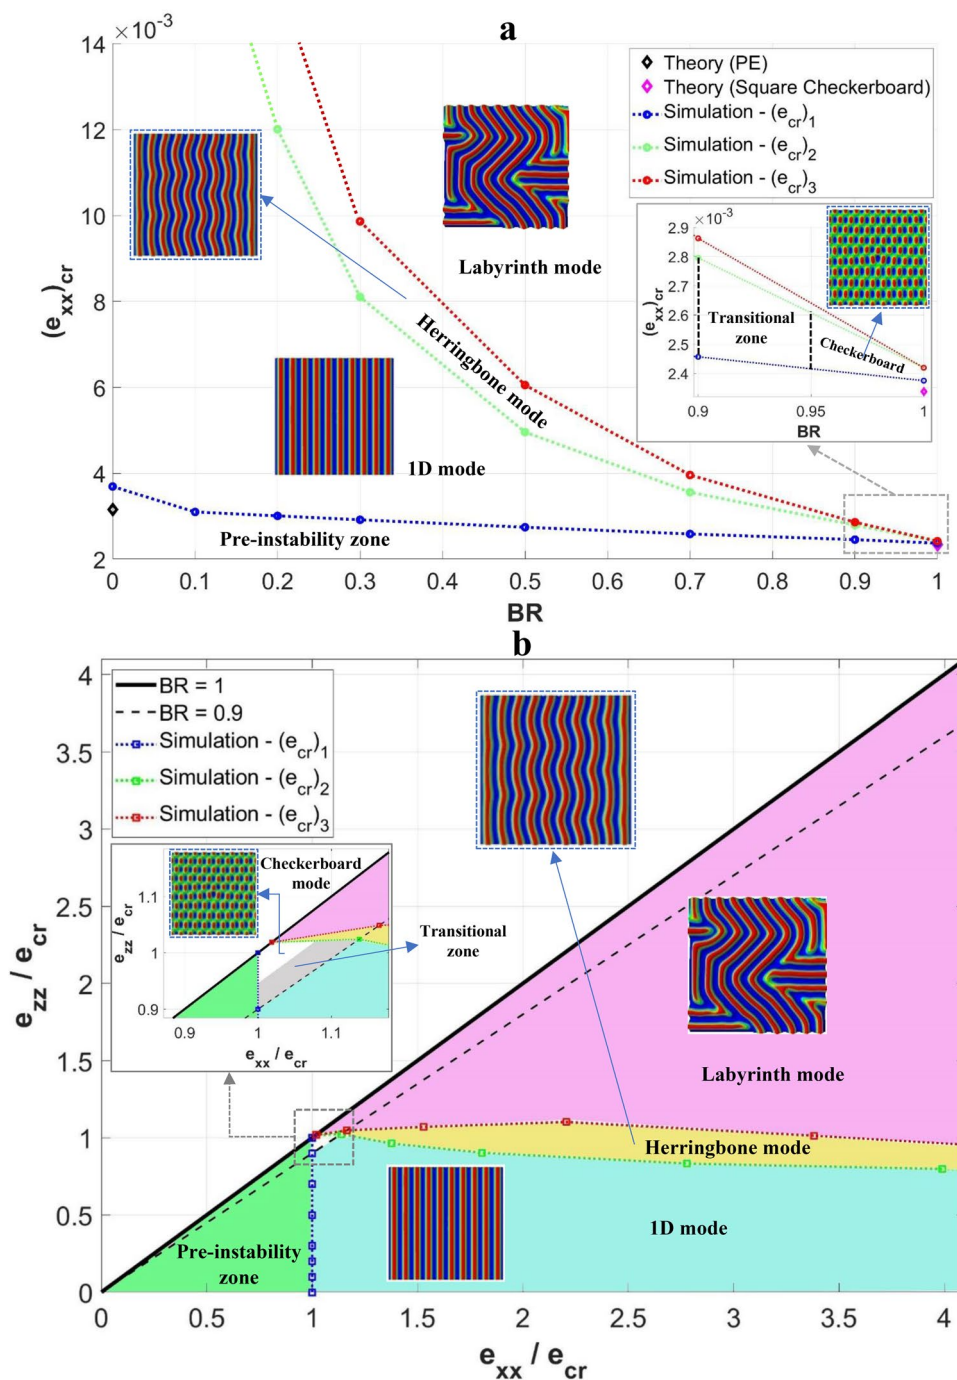 a
×10⁻³
14
12
10
8
6
4
2
(e_xx)_cr
Theory (PE)
Theory (Square Checkerboard)
Simulation - (e_cr)_1
Simulation - (e_cr)_2
Simulation - (e_cr)_3
Labyrinth mode
Herringbone mode
1D mode
Pre-instability zone
×10⁻³
2.9
2.8
2.7
2.6
2.5
2.4
(e_xx)_cr
Transitional
zone
Checkerboard
0.9 0.95 1
BR
0 0.1 0.2 0.3 0.4 0.5 0.6 0.7 0.8 0.9 1
BR
b
4
3.5
3
2.5
2
1.5
1
0.5
0
e_zz / e_cr
BR = 1
BR = 0.9
Simulation - (e_cr)_1
Simulation - (e_cr)_2
Simulation - (e_cr)_3
Checkerboard
mode
Transitional
zone
1.1
1
0.9
e_zz / e_cr
0.9 1 1.1
e_xx / e_cr
Labyrinth mode
Herringbone mode
1D mode
Pre-instability
zone
0 0.5 1 1.5 2 2.5 3 3.5 4
e_xx / e_cr